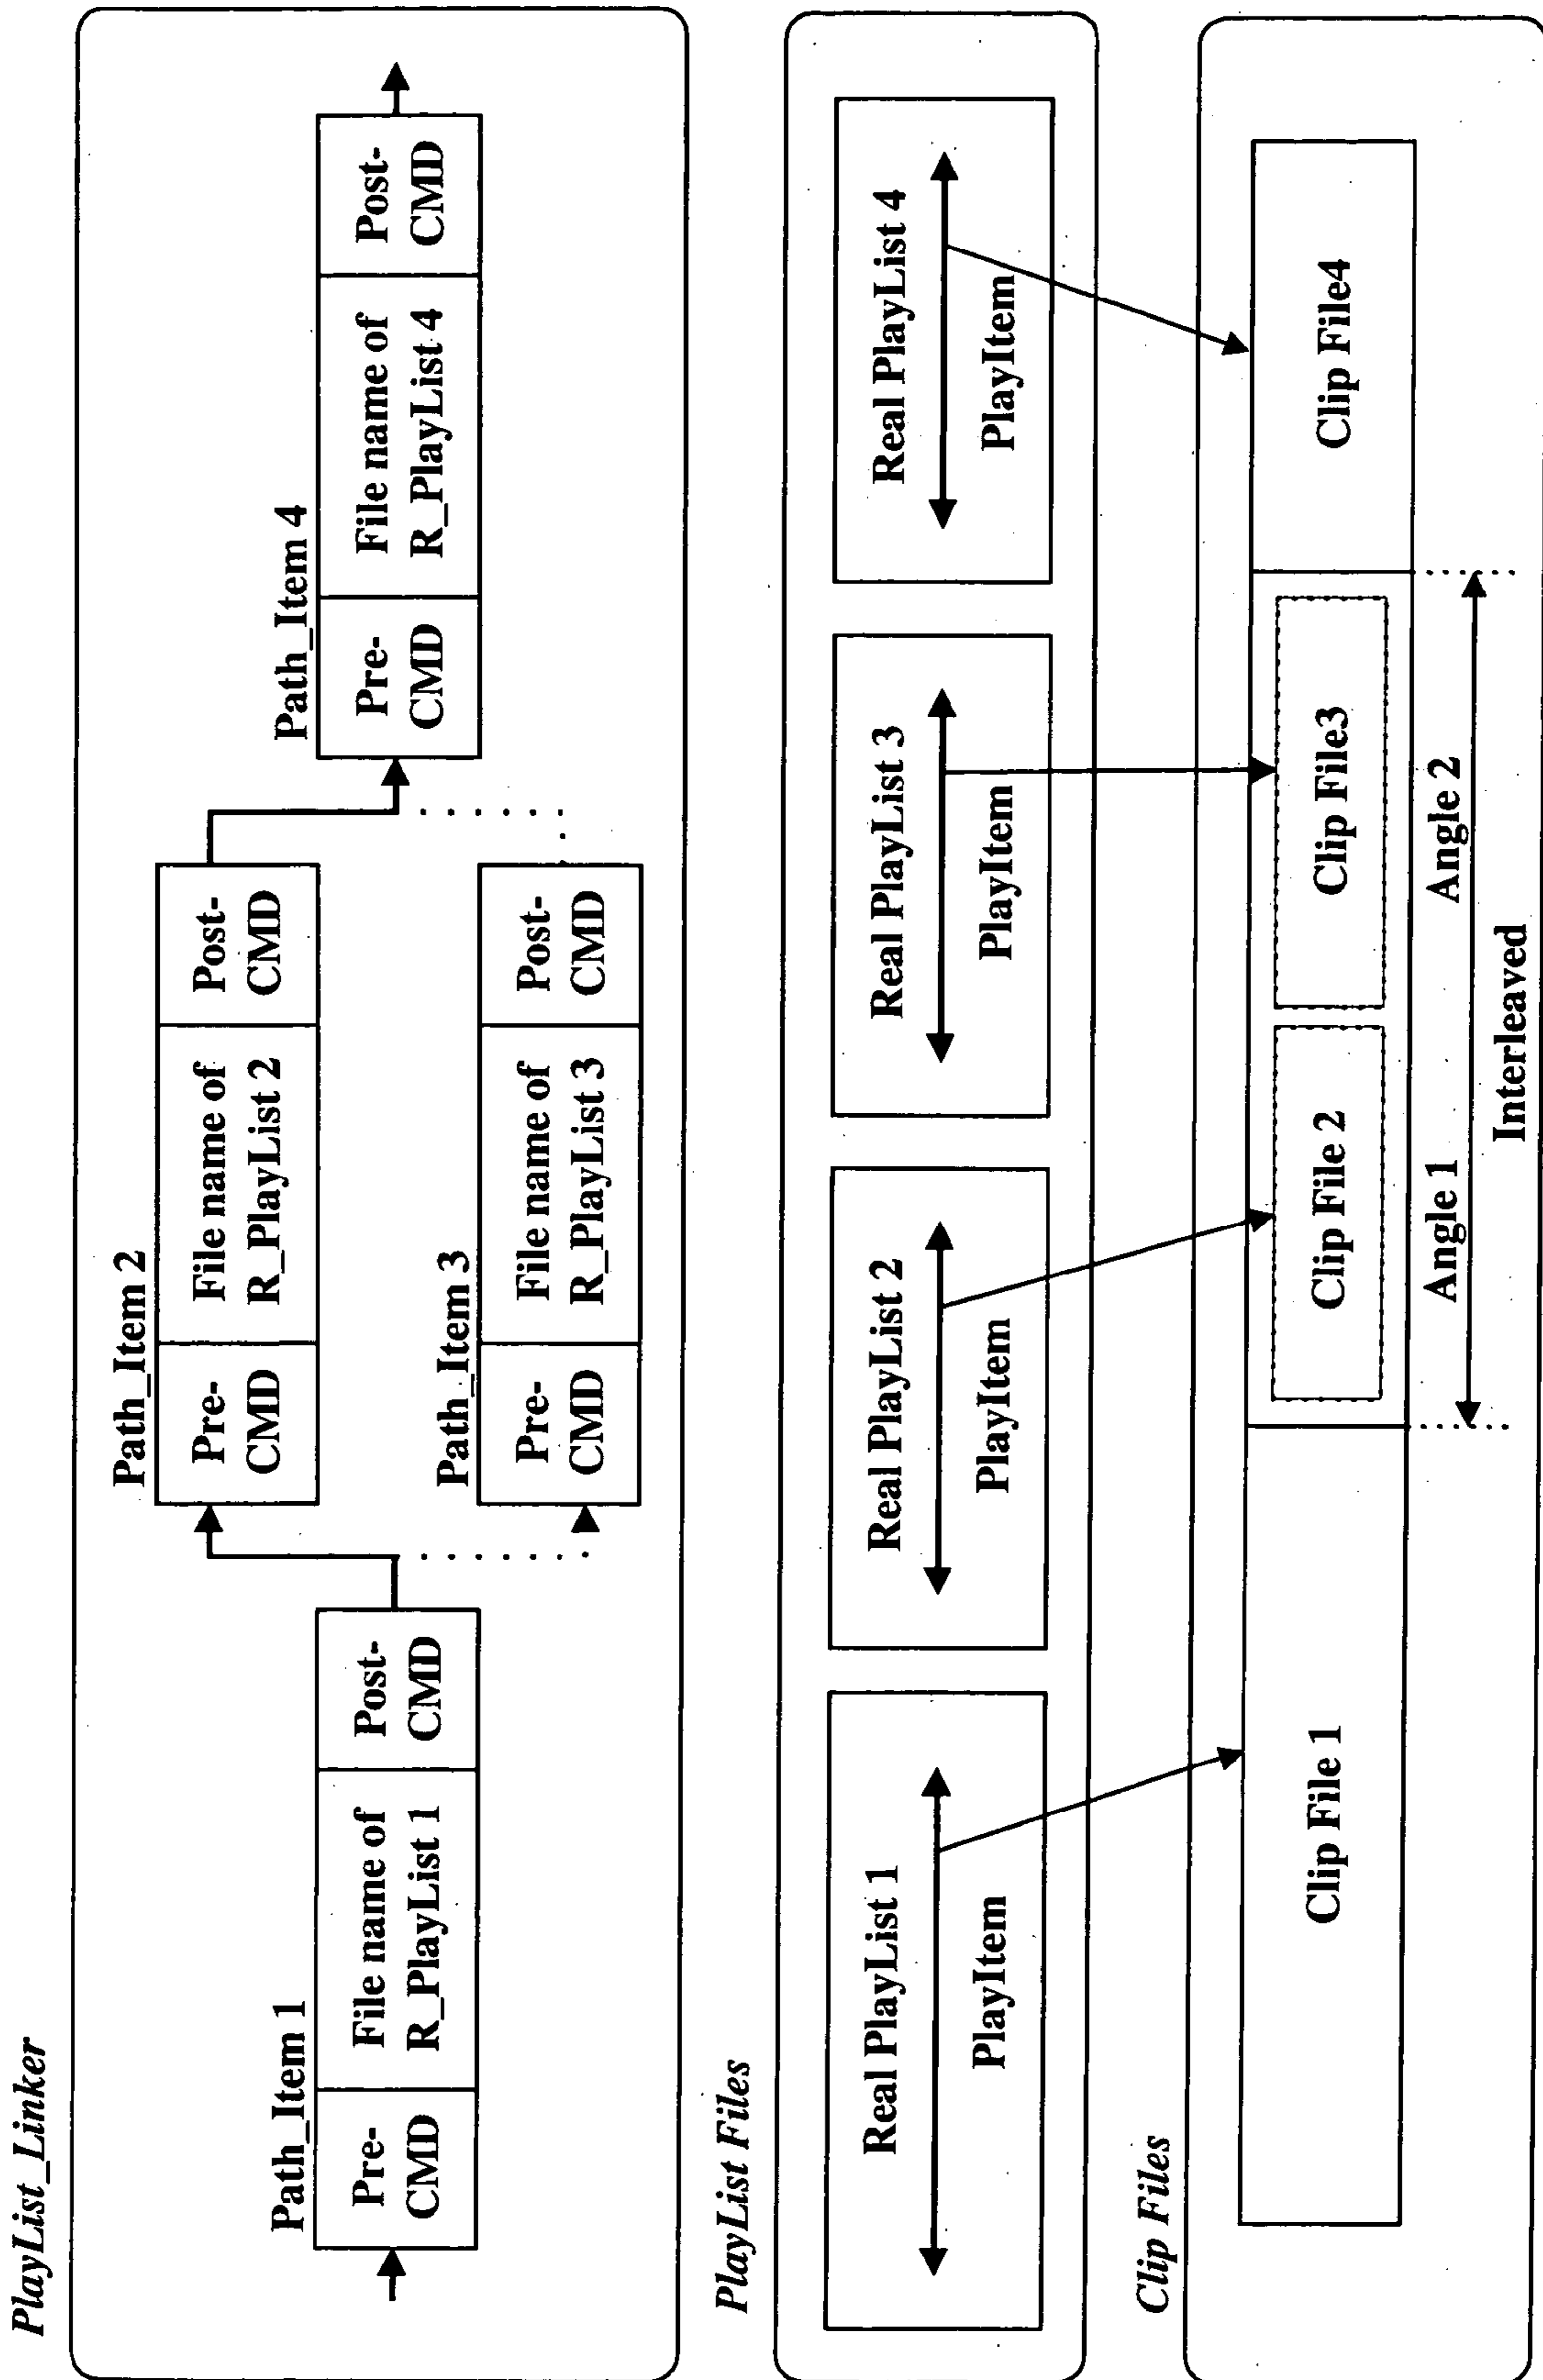 PlayList_Linker
Path_Item 1
Pre-
CMD
File name of
R_PlayList 1
Post-
CMD
Path_Item 2
Pre-
CMD
File name of
R_PlayList 2
Post-
CMD
Path_Item 3
Pre-
CMD
File name of
R_PlayList 3
Post-
CMD
Path_Item 4
Pre-
CMD
File name of
R_PlayList 4
Post-
CMD
PlayList Files
Real PlayList 1
PlayItem
Real PlayList 2
PlayItem
Real PlayList 3
PlayItem
Real PlayList 4
PlayItem
Clip Files
Clip File 1
Clip File 2
Clip File3
Clip File4
Angle 1
Angle 2
Interleaved